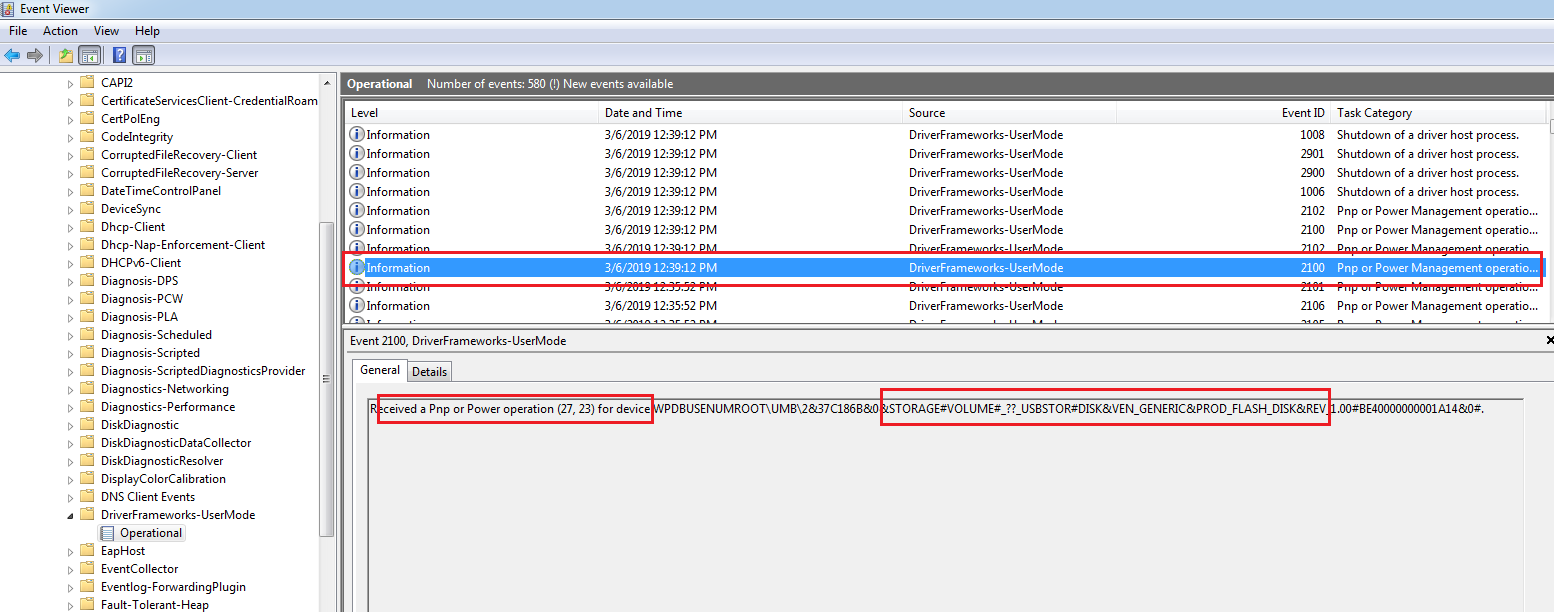 Event Viewer
File Action View Help
CAPI2
CertificateServicesClient-CredentialRoam
CertPolEng
CodeIntegrity
CorruptedFileRecovery-Client
CorruptedFileRecovery-Server
DateTimeControlPanel
DeviceSync
Dhcp-Client
Dhcp-Nap-Enforcement-Client
DHCPv6-Client
Diagnosis-DPS
Diagnosis-PCW
Diagnosis-PLA
Diagnosis-Scheduled
Diagnosis-Scripted
Diagnosis-ScriptedDiagnosticsProvider
Diagnostics-Networking
Diagnostics-Performance
DiskDiagnostic
DiskDiagnosticDataCollector
DiskDiagnosticResolver
DisplayColorCalibration
DNS Client Events
DriverFrameworks-UserMode
Operational
EapHost
EventCollector
Eventlog-ForwardingPlugin
Fault-Tolerant-Heap
Operational Number of events: 580 (!) New events available
Level Date and Time Source Event ID Task Category
Information 3/6/2019 12:39:12 PM DriverFrameworks-UserMode 1008 Shutdown of a driver host process.
Information 3/6/2019 12:39:12 PM DriverFrameworks-UserMode 2901 Shutdown of a driver host process.
Information 3/6/2019 12:39:12 PM DriverFrameworks-UserMode 2900 Shutdown of a driver host process.
Information 3/6/2019 12:39:12 PM DriverFrameworks-UserMode 1006 Shutdown of a driver host process.
Information 3/6/2019 12:39:12 PM DriverFrameworks-UserMode 2102 Pnp or Power Management operatio...
Information 3/6/2019 12:39:12 PM DriverFrameworks-UserMode 2100 Pnp or Power Management operatio...
Information 3/6/2019 12:39:12 PM DriverFrameworks-UserMode 2102 Pnp or Power Management operatio...
Information 3/6/2019 12:39:12 PM DriverFrameworks-UserMode 2100 Pnp or Power Management operatio...
Information 3/6/2019 12:35:52 PM DriverFrameworks-UserMode 2101 Pnp or Power Management operatio...
Information 3/6/2019 12:35:52 PM DriverFrameworks-UserMode 2106 Pnp or Power Management operatio...
Information DriverFrameworks-UserMode 2105 Pnp or Power Management operatio...
Event 2100, DriverFrameworks-UserMode
General Details
Received a Pnp or Power operation (27, 23) for device WPDBUSENUMROOT\UMB\2&37C186B&0&STORAGE#VOLUME#_??_USBSTOR#DISK&VEN_GENERIC&PROD_FLASH_DISK&REV_1.00#BE40000000001A14&0#.